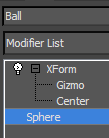 Ball
Modifier List
XForm
Gizmo
Center
Sphere